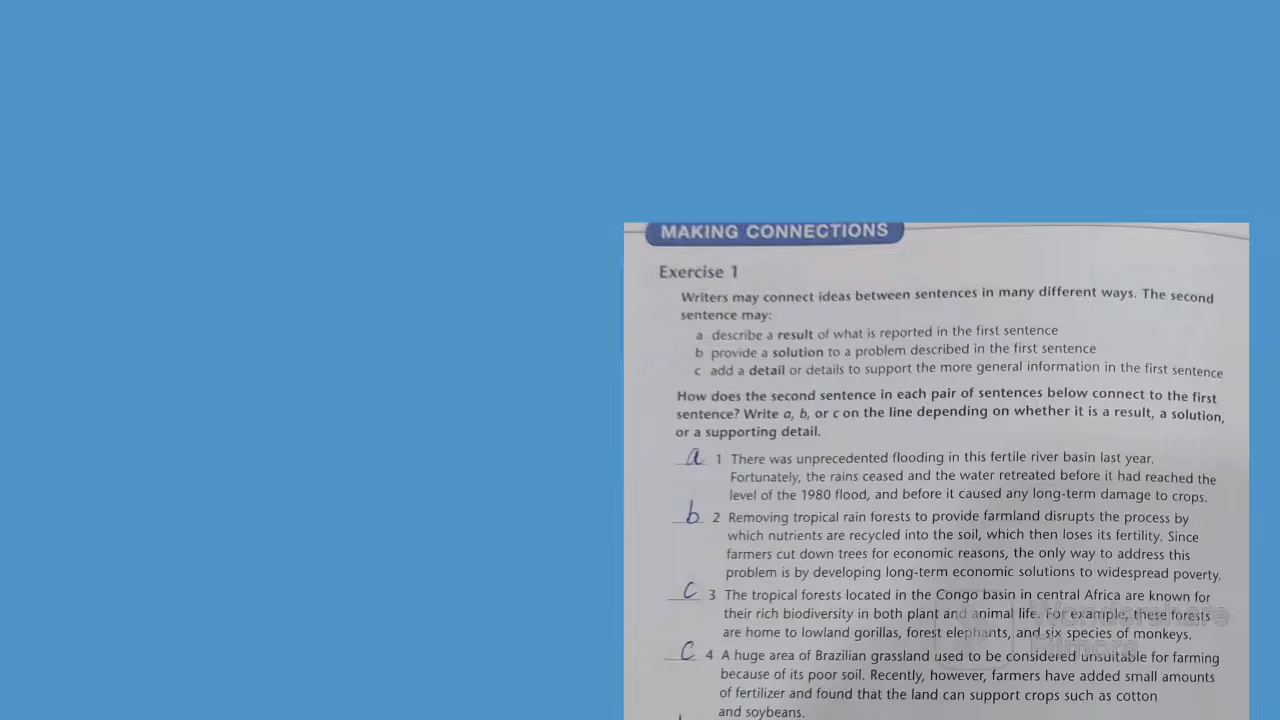 MAKING CONNECTIONS
Exercise 1
Writers may connect ideas between sentences in many different ways. The second
sentence may:
a describe a result of what is reported in the first sentence
b provide a solution to a problem described in the first sentence
c add a detail or details to support the more general information in the first sentence
How does the second sentence in each pair of sentences below connect to the first
sentence? Write a, b, or c on the line depending on whether it is a result, a solution,
or a supporting detail.
a 1 There was unprecedented flooding in this fertile river basin last year.
Fortunately, the rains ceased and the water retreated before it had reached the
level of the 1980 flood, and before it caused any long-term damage to crops.
b 2 Removing tropical rain forests to provide farmland disrupts the process by
which nutrients are recycled into the soil, which then loses its fertility. Since
farmers cut down trees for economic reasons, the only way to address this
problem is by developing long-term economic solutions to widespread poverty.
c 3 The tropical forests located in the Congo basin in central Africa are known for
their rich biodiversity in both plant and animal life. For example, these forests
are home to lowland gorillas, forest elephants, and six species of monkeys.
c 4 A huge area of Brazilian grassland used to be considered unsuitable for farming
because of its poor soil. Recently, however, farmers have added small amounts
of fertilizer and found that the land can support crops such as cotton
and soybeans.
Wondershare
Filmora